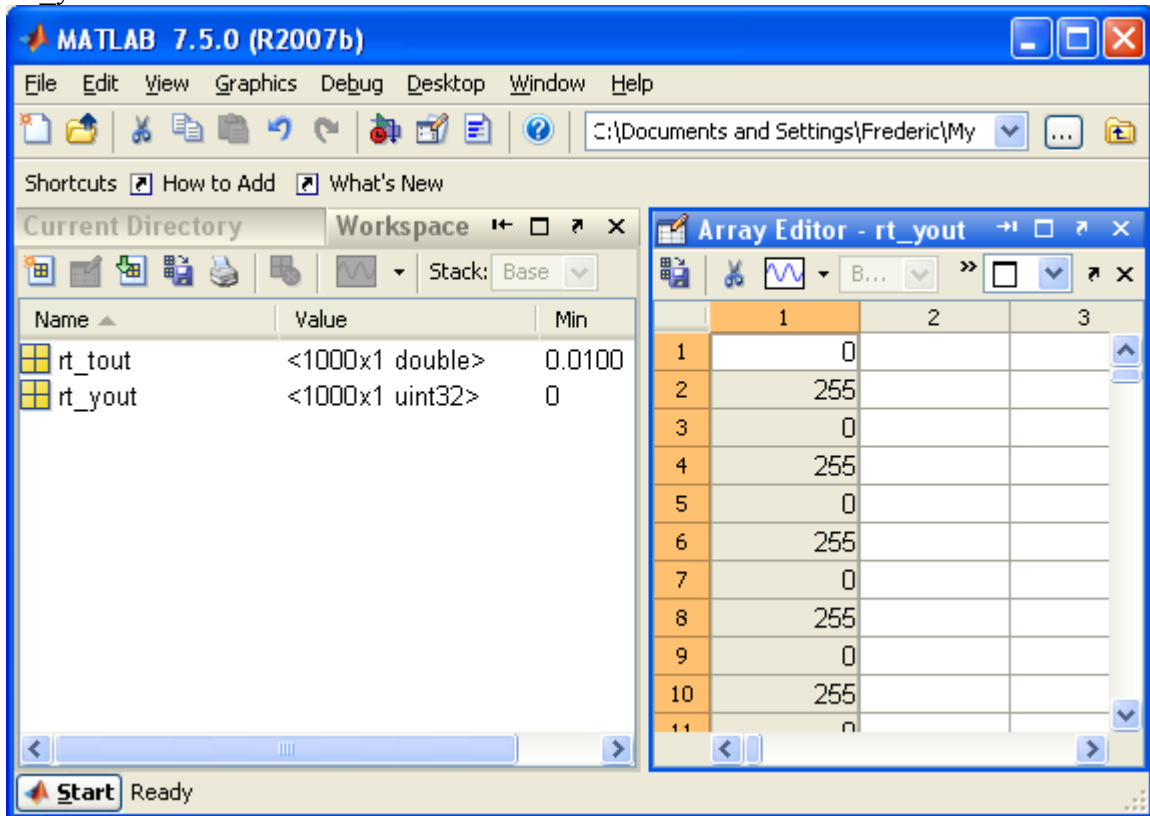 MATLAB 7.5.0 (R2007b)
File Edit View Graphics Debug Desktop Window Help
C:\Documents and Settings\Frederic\My ...
Shortcuts How to Add What's New
Current Directory Workspace
Stack: Base
Name Value Min
rt_tout <1000x1 double> 0.0100
rt_yout <1000x1 uint32> 0
Array Editor - rt_yout
B... »
1 2 3
1 0
2 255
3 0
4 255
5 0
6 255
7 0
8 255
9 0
10 255
11 0
Start Ready